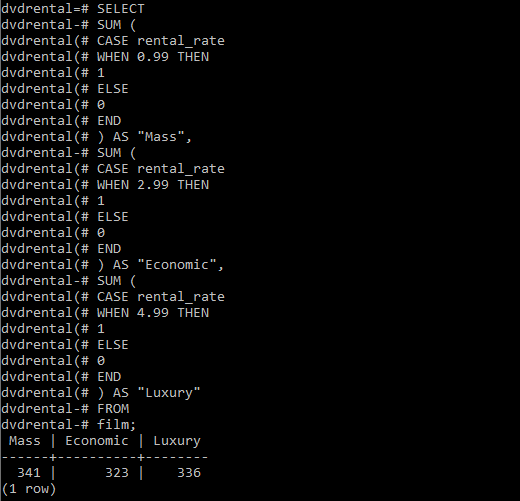 dvdrental=# SELECT
dvdrental-# SUM (
dvdrental(# CASE rental_rate
dvdrental(# WHEN 0.99 THEN
dvdrental(# 1
dvdrental(# ELSE
dvdrental(# 0
dvdrental(# END
dvdrental(# ) AS "Mass",
dvdrental-# SUM (
dvdrental(# CASE rental_rate
dvdrental(# WHEN 2.99 THEN
dvdrental(# 1
dvdrental(# ELSE
dvdrental(# 0
dvdrental(# END
dvdrental(# ) AS "Economic",
dvdrental-# SUM (
dvdrental(# CASE rental_rate
dvdrental(# WHEN 4.99 THEN
dvdrental(# 1
dvdrental(# ELSE
dvdrental(# 0
dvdrental(# END
dvdrental(# ) AS "Luxury"
dvdrental-# FROM
dvdrental-# film;
 Mass | Economic | Luxury
------+----------+--------
  341 |      323 |    336
(1 row)